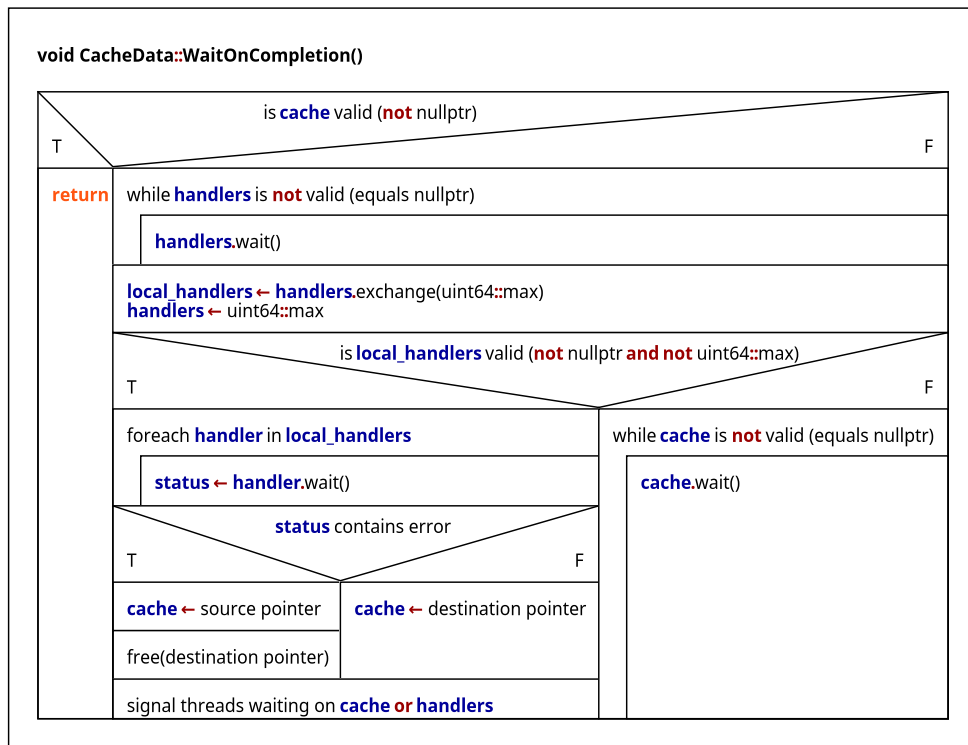 void CacheData::WaitOnCompletion()
is cache valid (not nullptr)
T
F
return
while handlers is not valid (equals nullptr)
handlers.wait()
local_handlers ← handlers.exchange(uint64::max)
handlers ← uint64::max
is local_handlers valid (not nullptr and not uint64::max)
T
F
foreach handler in local_handlers
status ← handler.wait()
status contains error
T
F
cache ← source pointer
free(destination pointer)
cache ← destination pointer
signal threads waiting on cache or handlers
while cache is not valid (equals nullptr)
cache.wait()